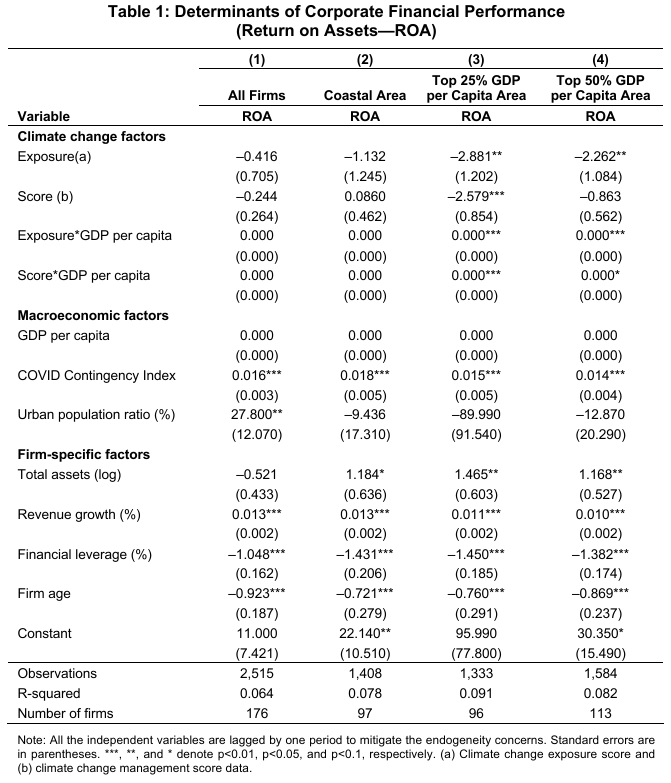 Table 1: Determinants of Corporate Financial Performance
(Return on Assets—ROA)
(1) (2) (3) (4)
Top 25% GDP Top 50% GDP
All Firms Coastal Area per Capita Area per Capita Area
Variable ROA ROA ROA ROA
Climate change factors
Exposure(a) –0.416 –1.132 –2.881** –2.262**
(0.705) (1.245) (1.202) (1.084)
Score (b) –0.244 0.0860 –2.579*** –0.863
(0.264) (0.462) (0.854) (0.562)
Exposure*GDP per capita 0.000 0.000 0.000*** 0.000***
(0.000) (0.000) (0.000) (0.000)
Score*GDP per capita 0.000 0.000 0.000*** 0.000*
(0.000) (0.000) (0.000) (0.000)
Macroeconomic factors
GDP per capita 0.000 0.000 0.000 0.000
(0.000) (0.000) (0.000) (0.000)
COVID Contingency Index 0.016*** 0.018*** 0.015*** 0.014***
(0.003) (0.005) (0.005) (0.004)
Urban population ratio (%) 27.800** –9.436 –89.990 –12.870
(12.070) (17.310) (91.540) (20.290)
Firm-specific factors
Total assets (log) –0.521 1.184* 1.465** 1.168**
(0.433) (0.636) (0.603) (0.527)
Revenue growth (%) 0.013*** 0.013*** 0.011*** 0.010***
(0.002) (0.002) (0.002) (0.002)
Financial leverage (%) –1.048*** –1.431*** –1.450*** –1.382***
(0.162) (0.206) (0.185) (0.174)
Firm age –0.923*** –0.721*** –0.760*** –0.869***
(0.187) (0.279) (0.291) (0.237)
Constant 11.000 22.140** 95.990 30.350*
(7.421) (10.510) (77.800) (15.490)
Observations 2,515 1,408 1,333 1,584
R-squared 0.064 0.078 0.091 0.082
Number of firms 176 97 96 113
Note: All the independent variables are lagged by one period to mitigate the endogeneity concerns. Standard errors are
in parentheses. ***, **, and * denote p<0.01, p<0.05, and p<0.1, respectively. (a) Climate change exposure score and
(b) climate change management score data.